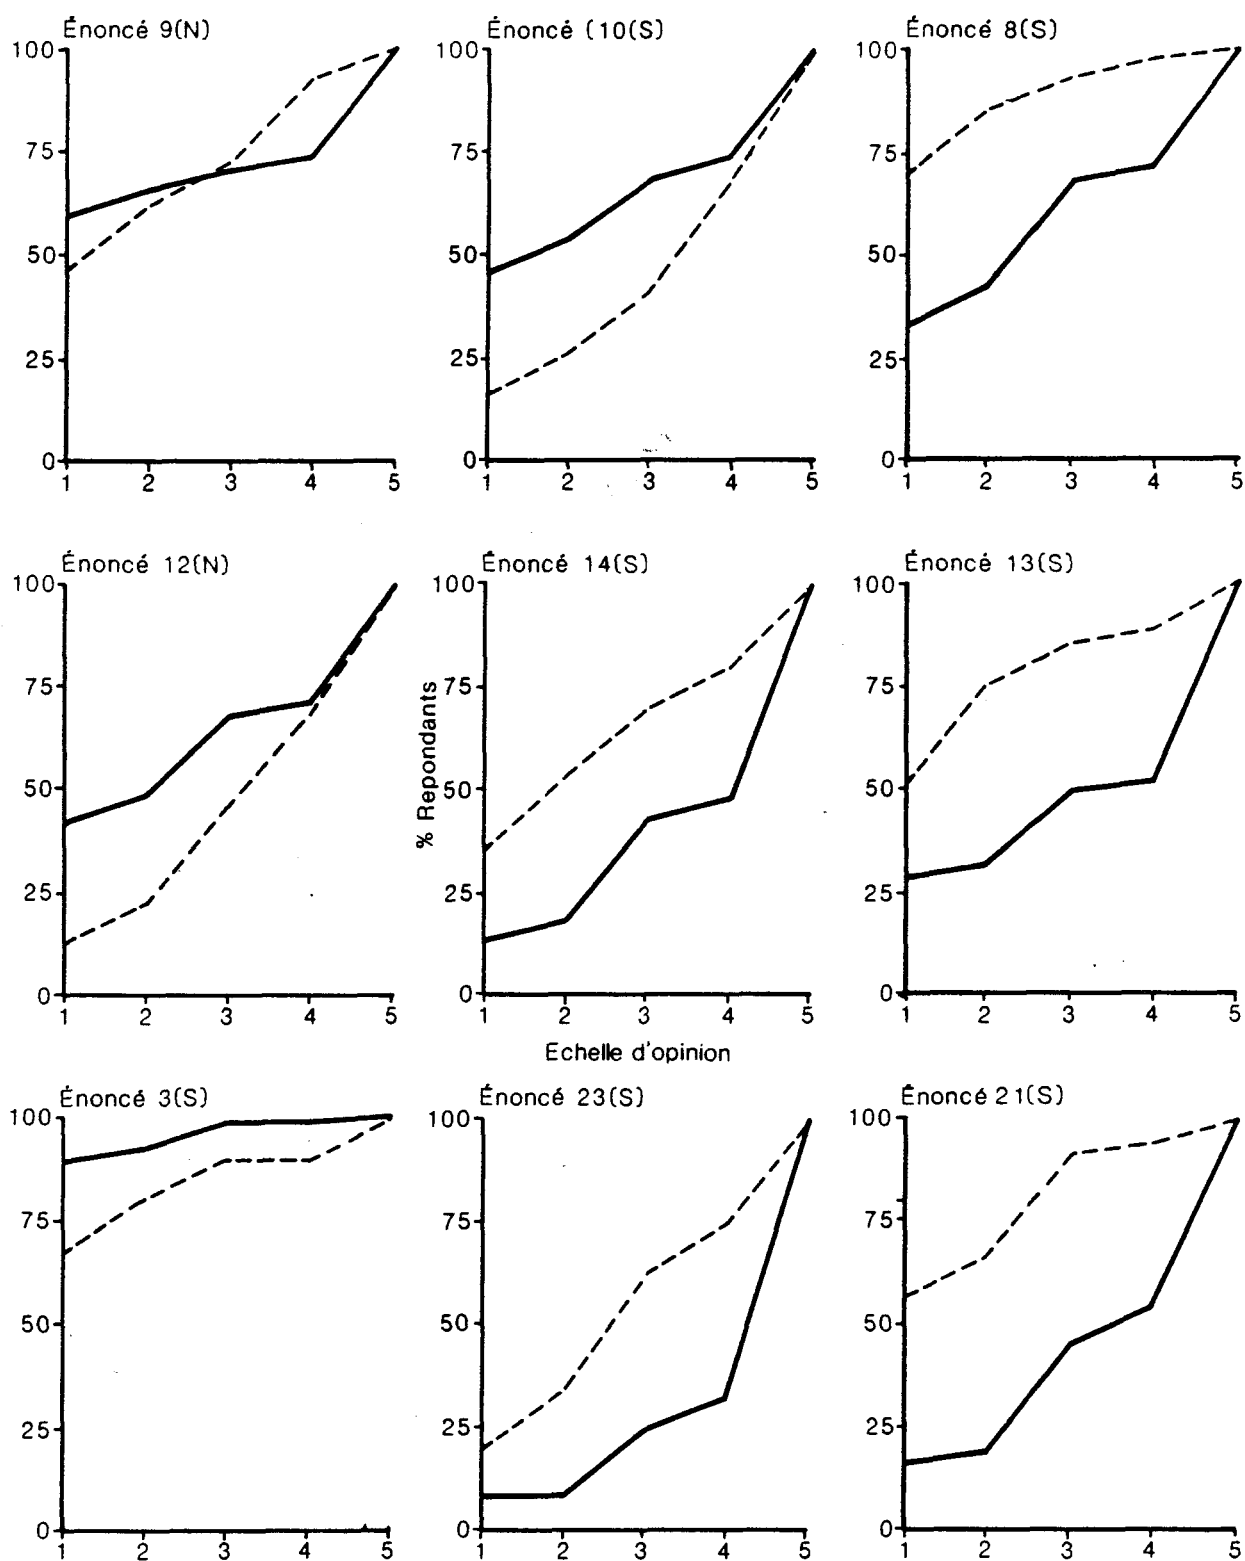 Énoncé 9(N)
100
75
50
25
0
1 2 3 4 5
Énoncé (10(S)
100
75
50
25
0
1 2 3 4 5
Énoncé 8(S)
100
75
50
25
0
1 2 3 4 5
Énoncé 12(N)
100
75
50
25
0
1 2 3 4 5
Énoncé 14(S)
% Repondants
100
75
50
25
0
1 2 3 4 5
Echelle d'opinion
Énoncé 13(S)
100
75
50
25
0
1 2 3 4 5
Énoncé 3(S)
100
75
50
25
0
1 2 3 4 5
Énoncé 23(S)
100
75
50
25
0
1 2 3 4 5
Énoncé 21(S)
100
75
50
25
0
1 2 3 4 5